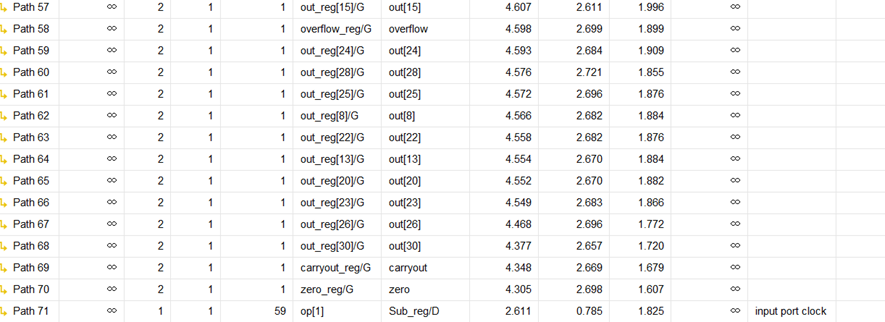 Path 57 ∞ 2 1 1 out_reg[15]/G out[15] 4.607 2.611 1.996 ∞
Path 58 ∞ 2 1 1 overflow_reg/G overflow 4.598 2.699 1.899 ∞
Path 59 ∞ 2 1 1 out_reg[24]/G out[24] 4.593 2.684 1.909 ∞
Path 60 ∞ 2 1 1 out_reg[28]/G out[28] 4.576 2.721 1.855 ∞
Path 61 ∞ 2 1 1 out_reg[25]/G out[25] 4.572 2.696 1.876 ∞
Path 62 ∞ 2 1 1 out_reg[8]/G out[8] 4.566 2.682 1.884 ∞
Path 63 ∞ 2 1 1 out_reg[22]/G out[22] 4.558 2.682 1.876 ∞
Path 64 ∞ 2 1 1 out_reg[13]/G out[13] 4.554 2.670 1.884 ∞
Path 65 ∞ 2 1 1 out_reg[20]/G out[20] 4.552 2.670 1.882 ∞
Path 66 ∞ 2 1 1 out_reg[23]/G out[23] 4.549 2.683 1.866 ∞
Path 67 ∞ 2 1 1 out_reg[26]/G out[26] 4.468 2.696 1.772 ∞
Path 68 ∞ 2 1 1 out_reg[30]/G out[30] 4.377 2.657 1.720 ∞
Path 69 ∞ 2 1 1 carryout_reg/G carryout 4.348 2.669 1.679 ∞
Path 70 ∞ 2 1 1 zero_reg/G zero 4.305 2.698 1.607 ∞
Path 71 ∞ 1 1 59 op[1] Sub_reg/D 2.611 0.785 1.825 ∞ input port clock